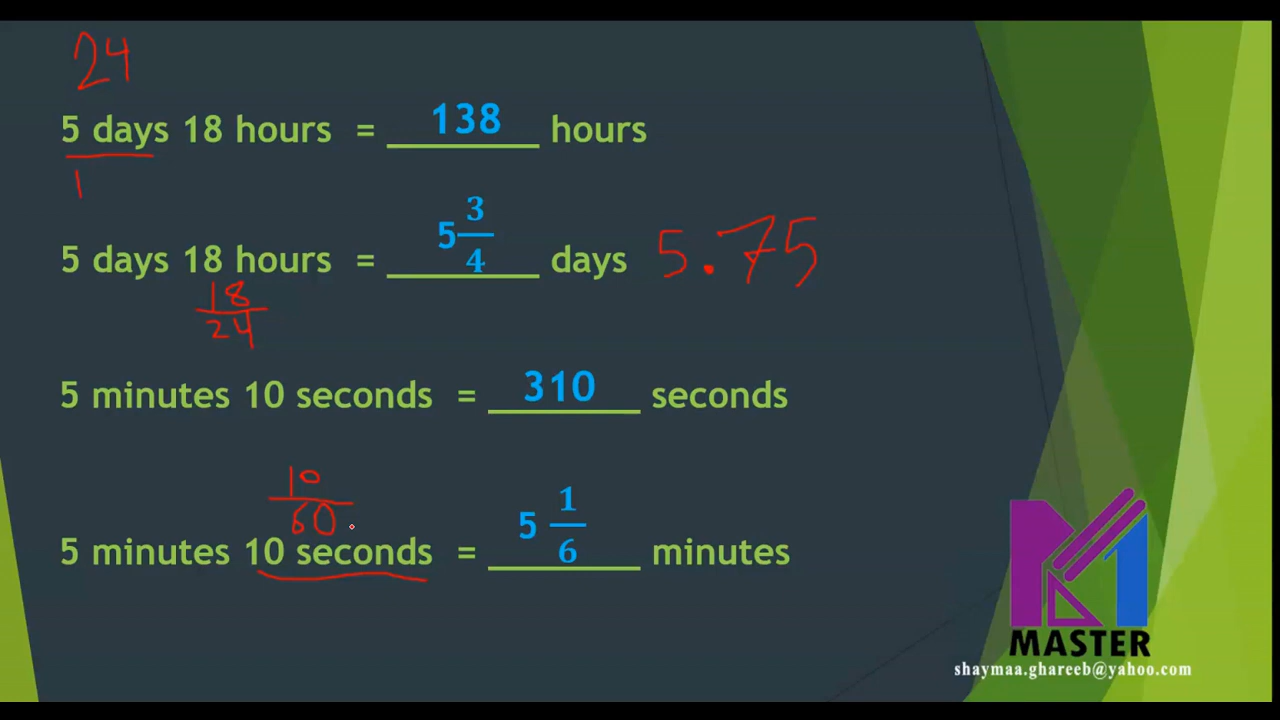 24
5 days 18 hours = 138 hours
1
5 days 18 hours = 5 3/4 days 5.75
18/24
5 minutes 10 seconds = 310 seconds
10/60
5 minutes 10 seconds = 5 1/6 minutes
MASTER
shaymaa.ghareeb@yahoo.com